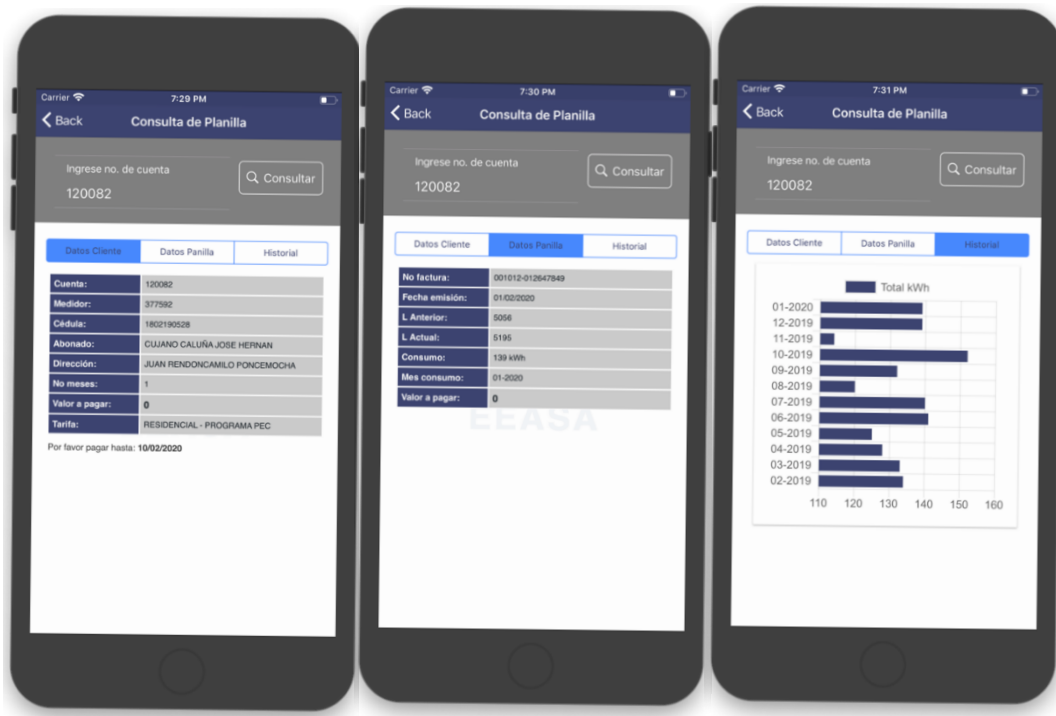 Carrier
7:29 PM
Back
Consulta de Planilla
Ingrese no. de cuenta
120082
Consultar
Datos Cliente
Datos Panilla
Historial
Cuenta: 120082
Medidor: 377592
Cédula: 1802190528
Abonado: CUJANO CALUÑA JOSE HERNAN
Dirección: JUAN RENDONCAMILO PONCEMOCHA
No meses: 1
Valor a pagar: 0
Tarifa: RESIDENCIAL - PROGRAMA PEC
Por favor pagar hasta: 10/02/2020
Carrier
7:30 PM
Back
Consulta de Planilla
Ingrese no. de cuenta
120082
Consultar
Datos Cliente
Datos Panilla
Historial
No factura: 001012-012647849
Fecha emisión: 01/02/2020
L Anterior: 5056
L Actual: 5195
Consumo: 139 kWh
Mes consumo: 01-2020
Valor a pagar: 0
EEASA
Carrier
7:31 PM
Back
Consulta de Planilla
Ingrese no. de cuenta
120082
Consultar
Datos Cliente
Datos Panilla
Historial
Total kWh
01-2020
12-2019
11-2019
10-2019
09-2019
08-2019
07-2019
06-2019
05-2019
04-2019
03-2019
02-2019
110 120 130 140 150 160